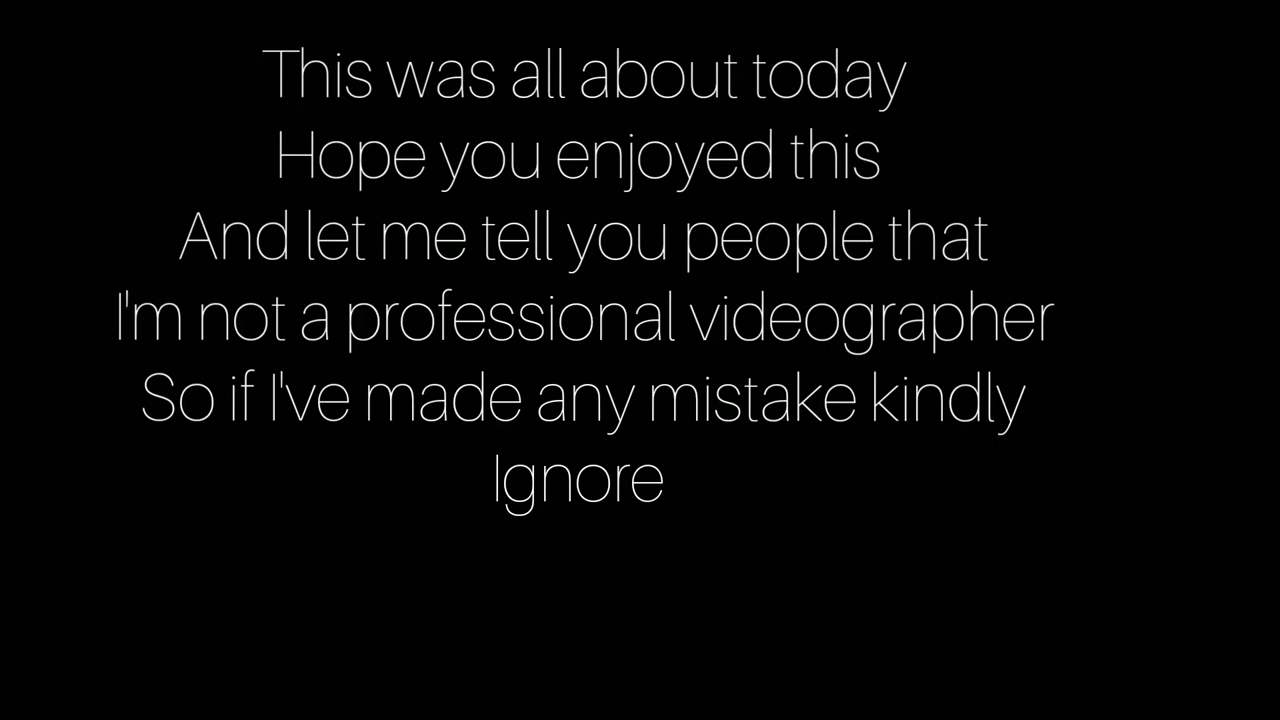 This was all about today
Hope you enjoyed this
And let me tell you people that
I'm not a professional videographer
So if I've made any mistake kindly
Ignore